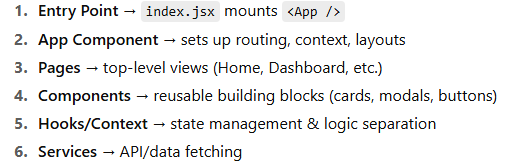 1. Entry Point → index.jsx mounts <App />
2. App Component → sets up routing, context, layouts
3. Pages → top-level views (Home, Dashboard, etc.)
4. Components → reusable building blocks (cards, modals, buttons)
5. Hooks/Context → state management & logic separation
6. Services → API/data fetching